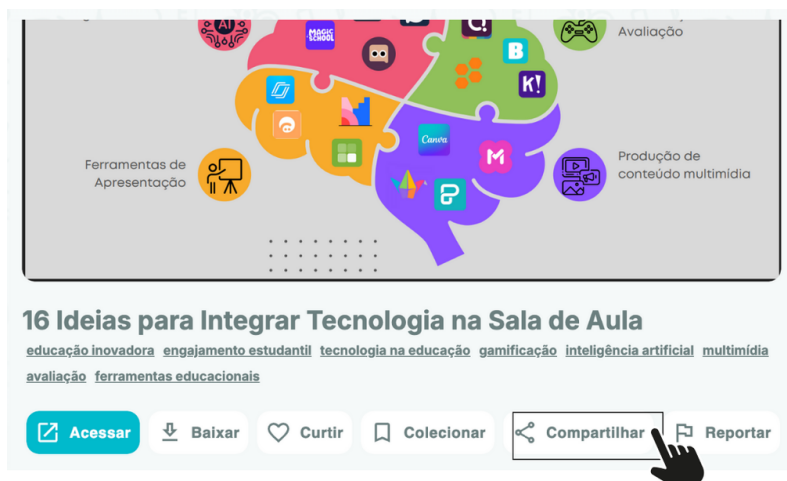 AI
MAGIC
SCHOOL
Q!
B
K!
Avaliação
Canva
M
Ferramentas de
Apresentação
Produção de
conteúdo multimídia
16 Ideias para Integrar Tecnologia na Sala de Aula
educação inovadora engajamento estudantil tecnologia na educação gamificação inteligência artificial multimídia
avaliação ferramentas educacionais
Acessar Baixar Curtir Colecionar Compartilhar Reportar